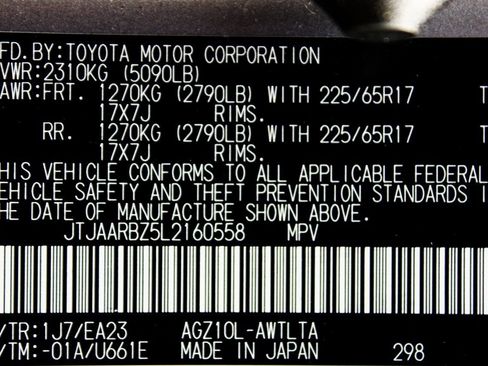 FD. BY: TOYOTA MOTOR CORPORATION
VWR: 2310KG (5090LB)
AWR: FRT. 1270KG (2790LB) WITH 225/65R17 T
17X7J RIMS.
RR. 1270KG (2790LB) WITH 225/65R17 T
17X7J RIMS.
HIS VEHICLE CONFORMS TO ALL APPLICABLE FEDERAL
EHICLE SAFETY AND THEFT PREVENTION STANDARDS I
HE DATE OF MANUFACTURE SHOWN ABOVE.
JTJAARBZ5L2160558 MPV
/TR: 1J7/EA23 AGZ10L-AWTLTA
/TM: -01A/U661E MADE IN JAPAN 298